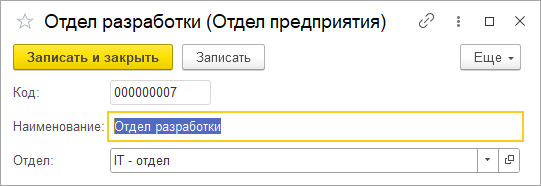 Отдел разработки (Отдел предприятия)
Записать и закрыть Записать Еще
Код: 000000007
Наименование: Отдел разработки
Отдел: IT - отдел